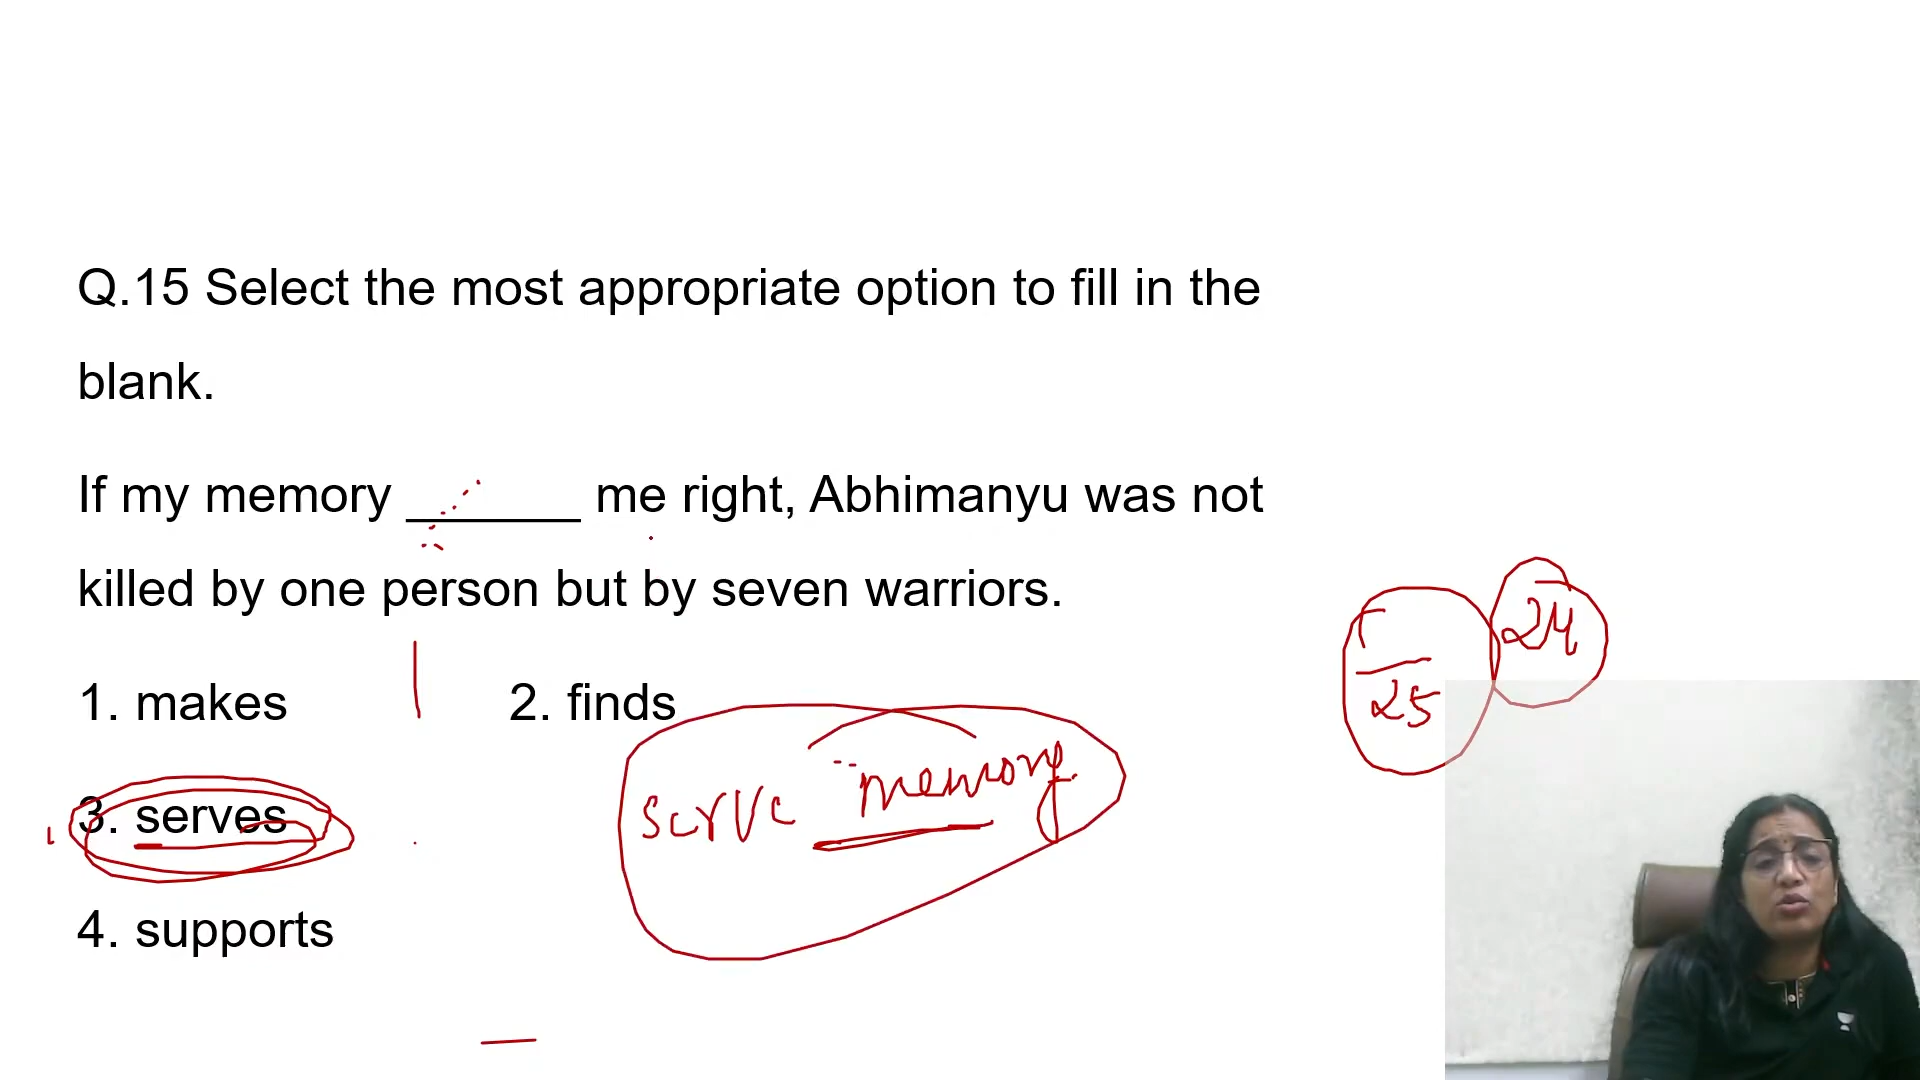 Q.15 Select the most appropriate option to fill in the
blank.
If my memory ______ me right, Abhimanyu was not
killed by one person but by seven warriors.
1. makes 2. finds
3. serves
4. supports
serve memory
25
24